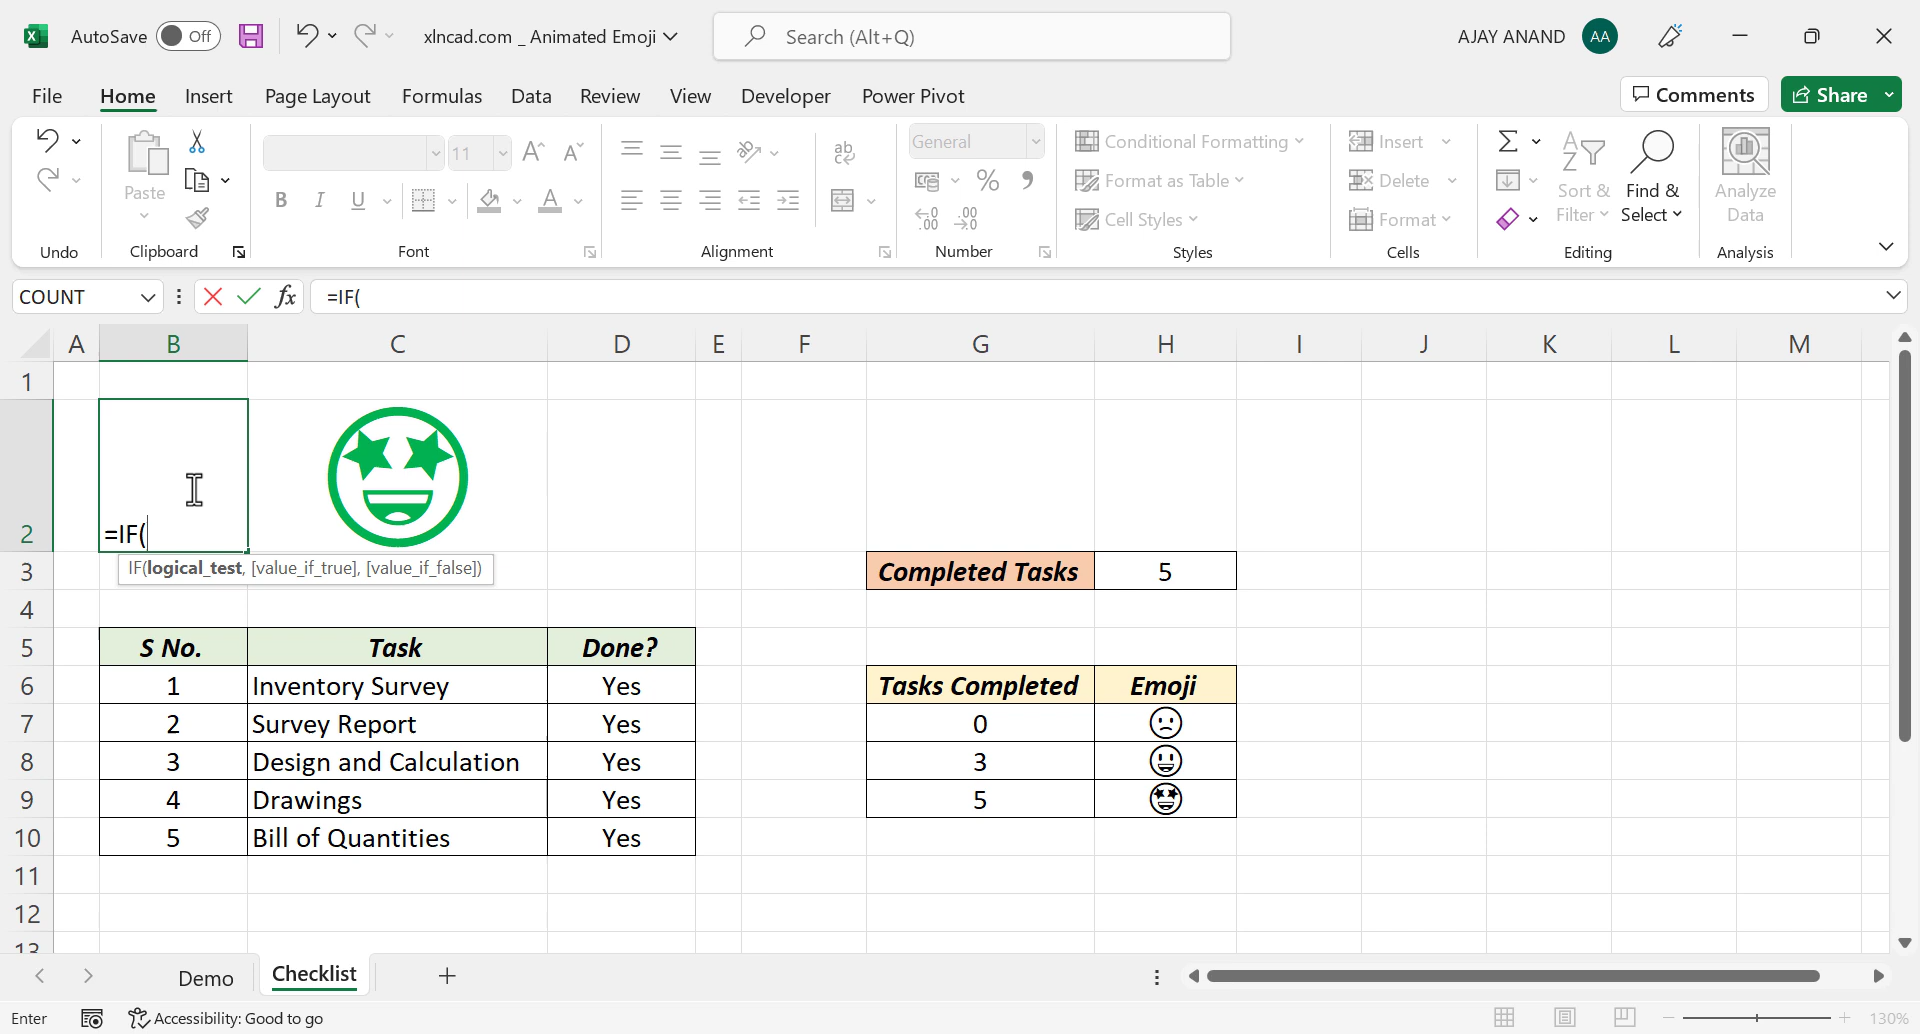 AutoSave Off xlncad.com _ Animated Emoji Search (Alt+Q) AJAY ANAND AA
File Home Insert Page Layout Formulas Data Review View Developer Power Pivot Comments Share
Undo
Paste
Clipboard
11
B I U
Font
ab
Alignment
General
Number
Conditional Formatting
Format as Table
Cell Styles
Styles
Insert
Delete
Format
Cells
Sort & Filter
Find & Select
Editing
Analyze Data
Analysis
COUNT fx =IF(
A B C D E F G H I J K L M
1
2 =IF(
IF(logical_test, [value_if_true], [value_if_false])
3 Completed Tasks 5
4
5 S No. Task Done?
6 1 Inventory Survey Yes Tasks Completed Emoji
7 2 Survey Report Yes 0
8 3 Design and Calculation Yes 3
9 4 Drawings Yes 5
10 5 Bill of Quantities Yes
11
12
13
Demo Checklist
Enter Accessibility: Good to go 130%